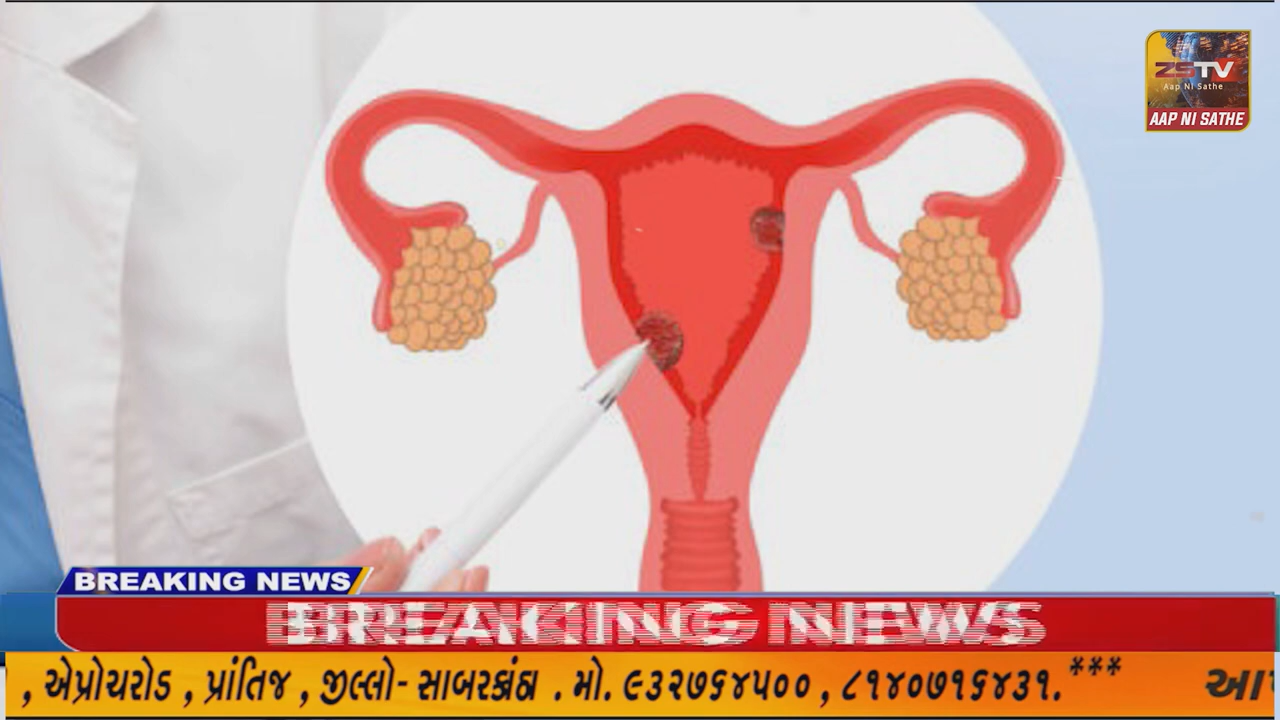 ZSTV
Aap Ni Sathe
AAP NI SATHE
BREAKING NEWS
BREAKING NEWS
, એપ્રોચરોડ , પ્રાંતિજ , જીલ્લો- સાબરકાંઠા . મો. ૯૩૨૭૬૪૫૦૦ , ૮૧૪૦૭૧૬૪૩૧.***